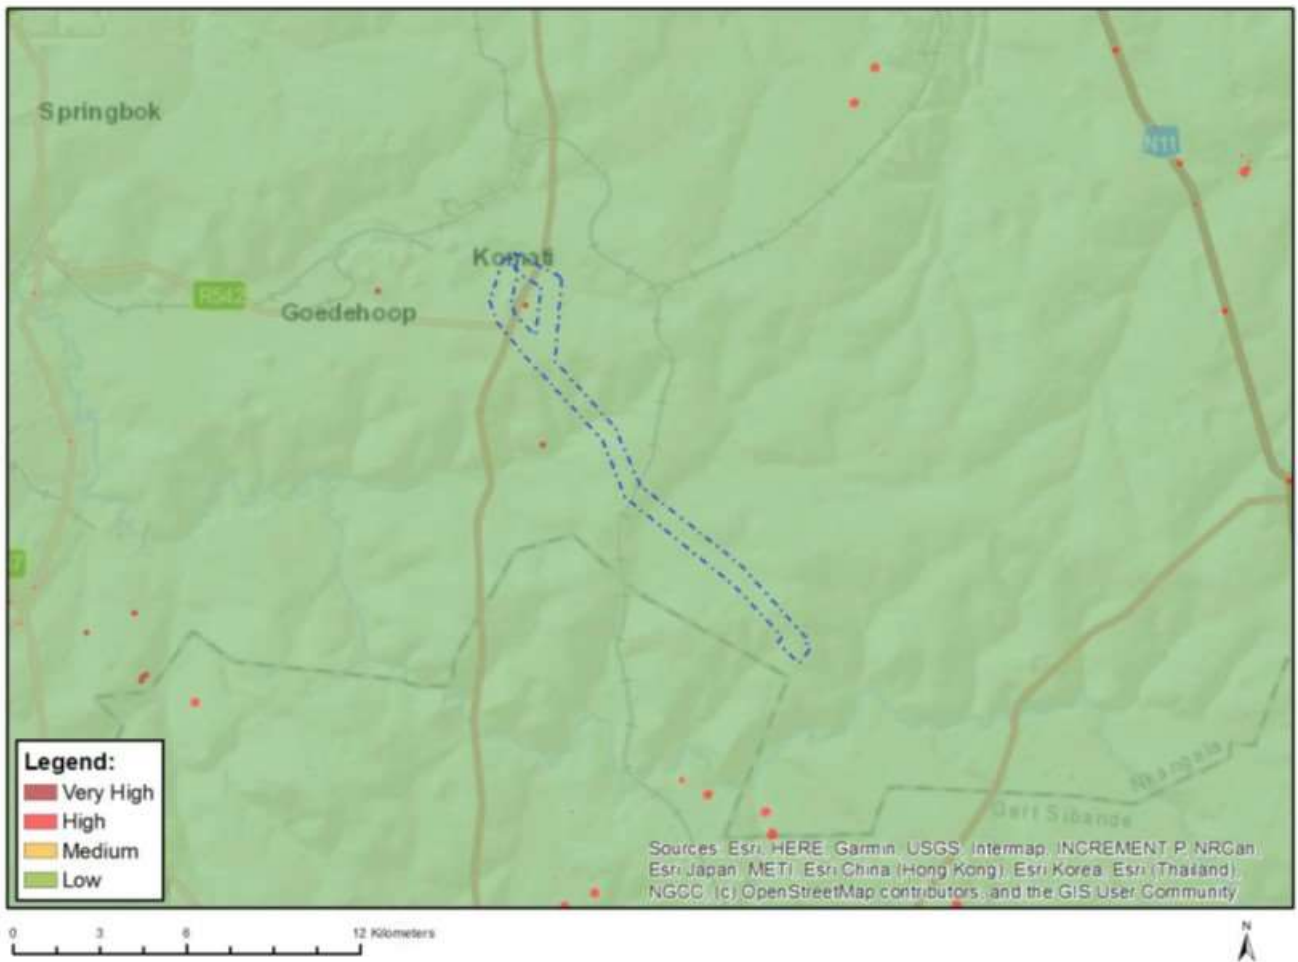 Springbok
N11
Komati
R542
Goedehoop
7
Nkangala
Gert Sibande
Legend:
Very High
High
Medium
Low
Sources: Esri, HERE, Garmin, USGS, Intermap, INCREMENT P, NRCan,
Esri Japan, METI, Esri China (Hong Kong), Esri Korea, Esri (Thailand),
NGCC, (c) OpenStreetMap contributors, and the GIS User Community
0 3 6 12 Kilometers
N